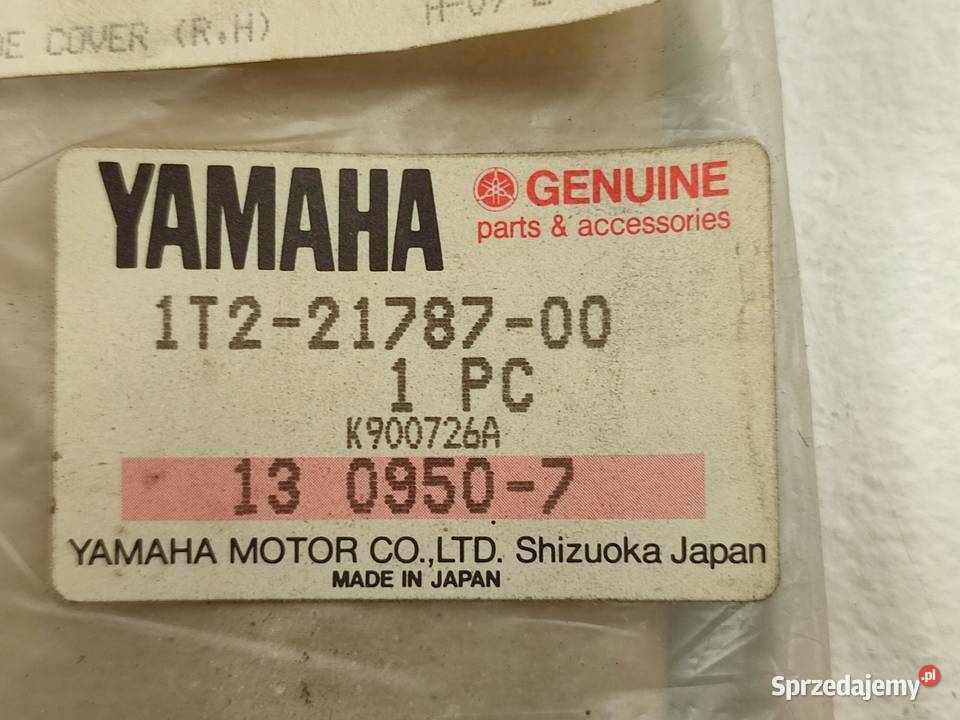 COVER (R.H)
YAMAHA GENUINE
parts & accessories
1T2-21787-00
1 PC
K900726A
13 0950-7
YAMAHA MOTOR CO.,LTD. Shizuoka Japan
MADE IN JAPAN
Sprzedajemy.pl